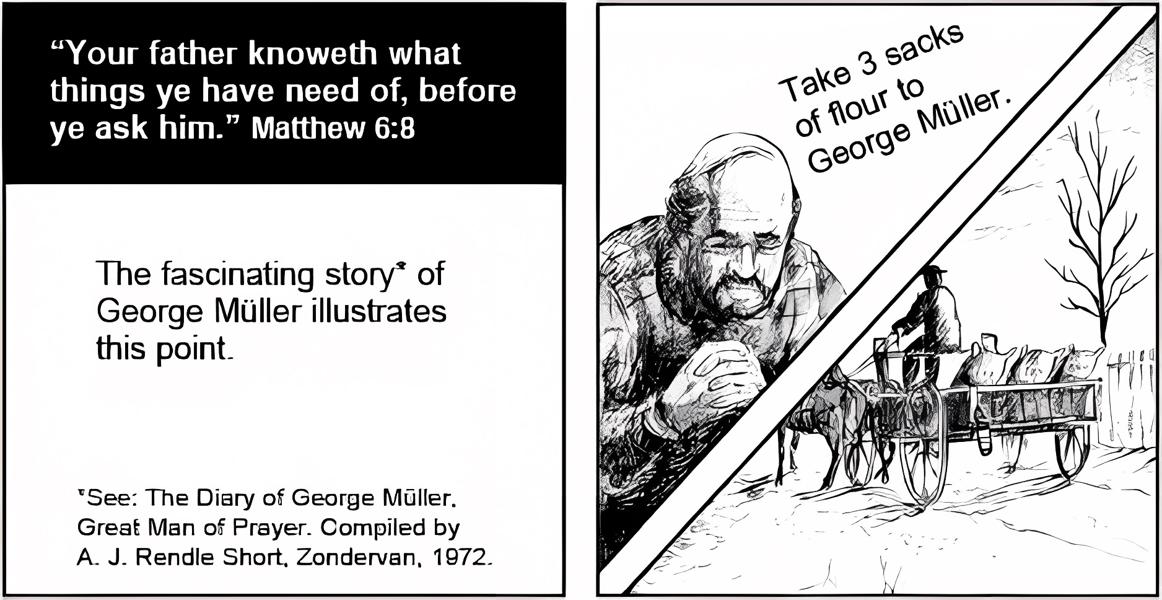 “Your father knoweth what
things ye have need of, before
ye ask him.” Matthew 6:8
The fascinating story* of
George Müller illustrates
this point.
*See: The Diary of George Müller,
Great Man of Prayer. Compiled by
A. J. Rendle Short, Zondervan, 1972.
Take 3 sacks
of flour to
George Müller.